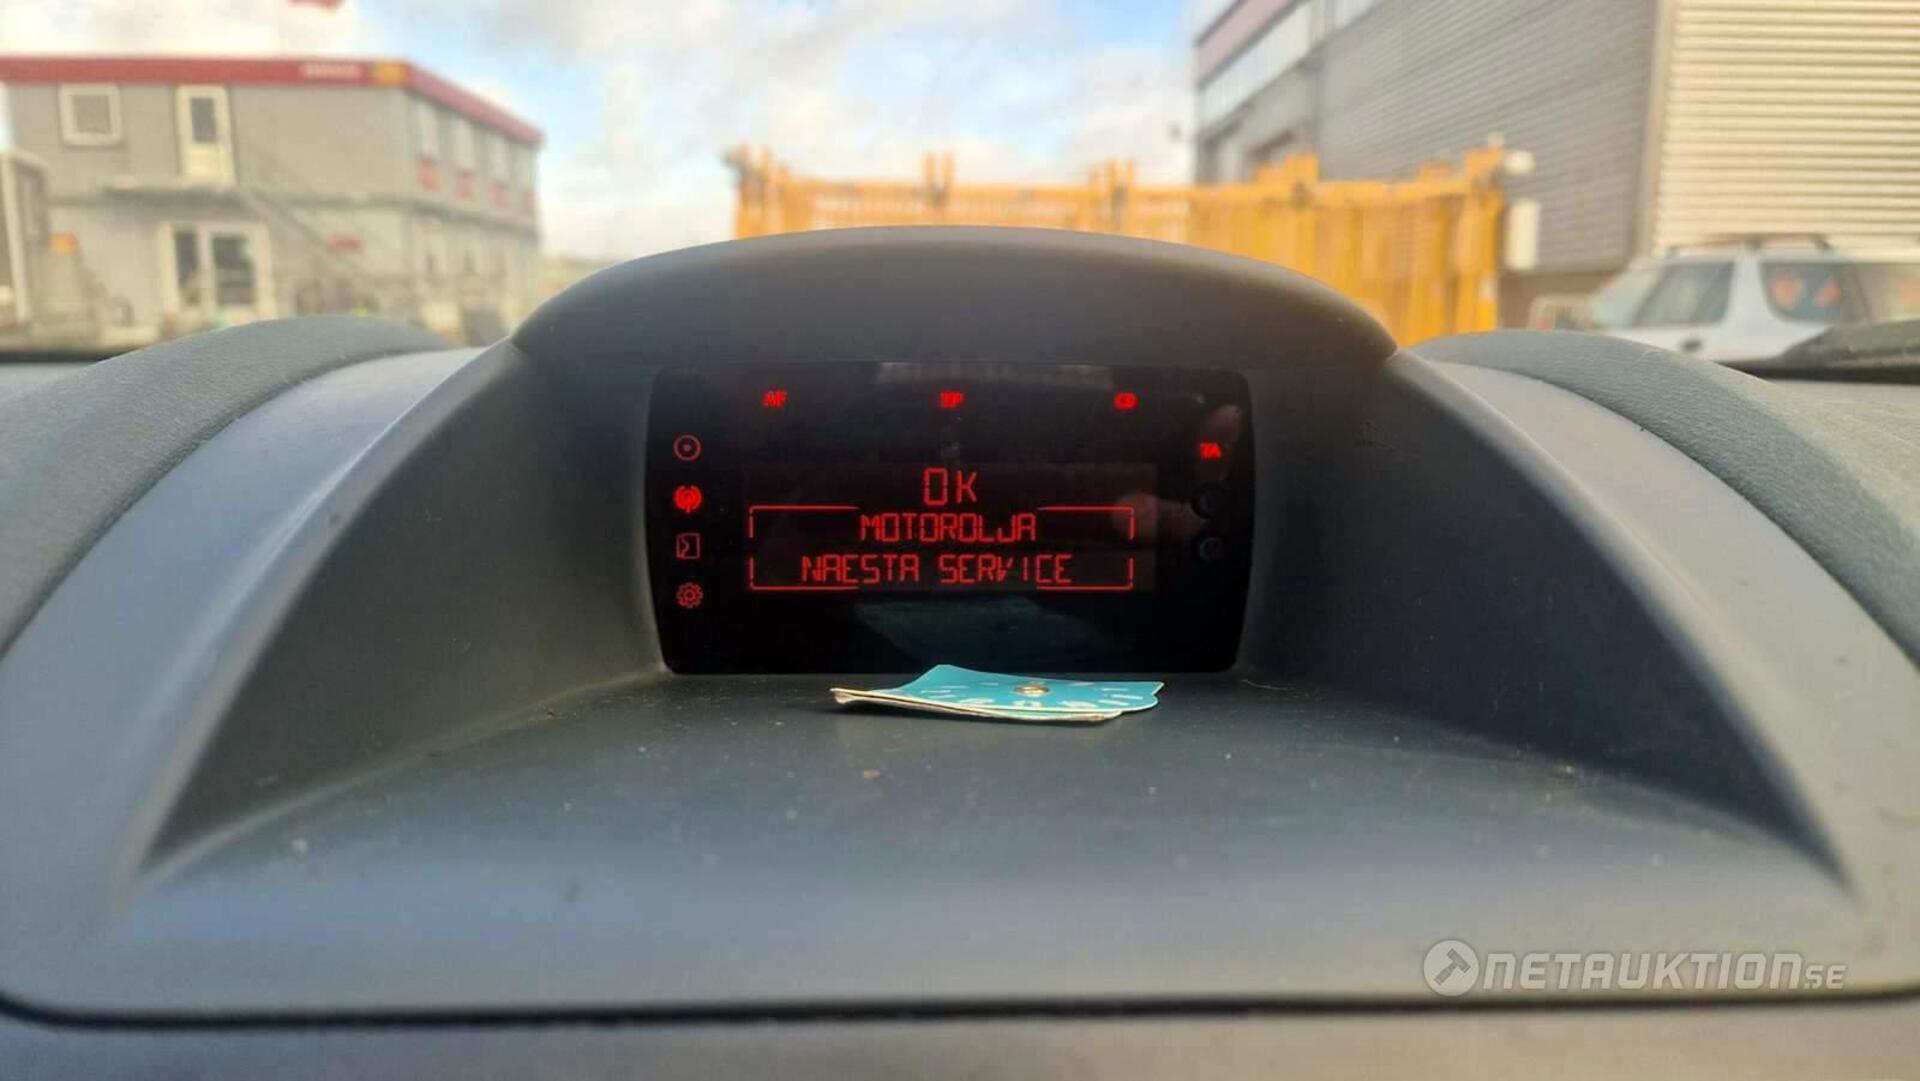 AF TP CD
TA
OK
MOTOROLJA
NAESTA SERVICE
NETAUKTION.SE